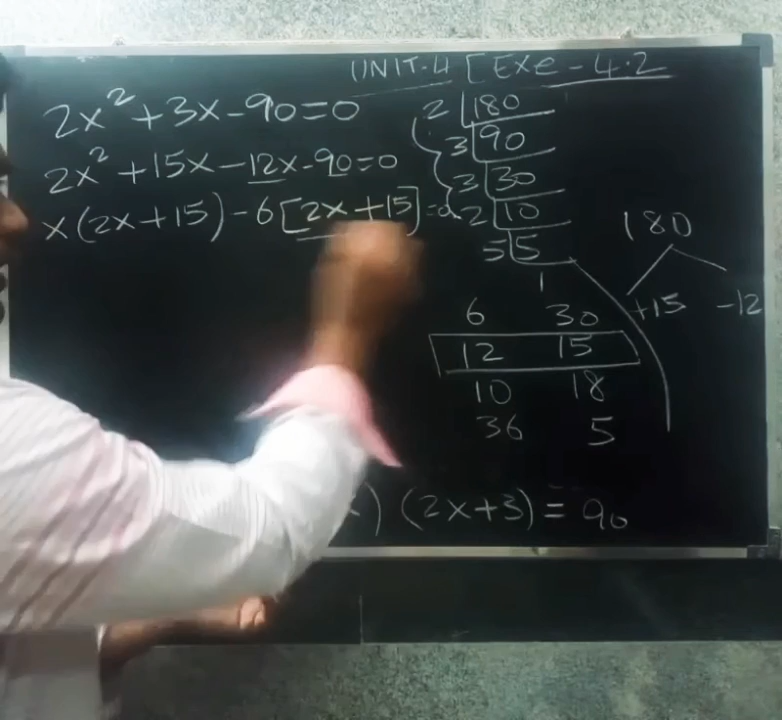 UNIT-4 [Exe-4.2
2x²+3x-90=0
2x²+15x-12x-90=0
x(2x+15)-6[2x+15]=0
2 180
3 90
3 30
2 10
5 5
1
180
+15 -12
6 30
12 15
10 18
36 5
) (2x+3)=90